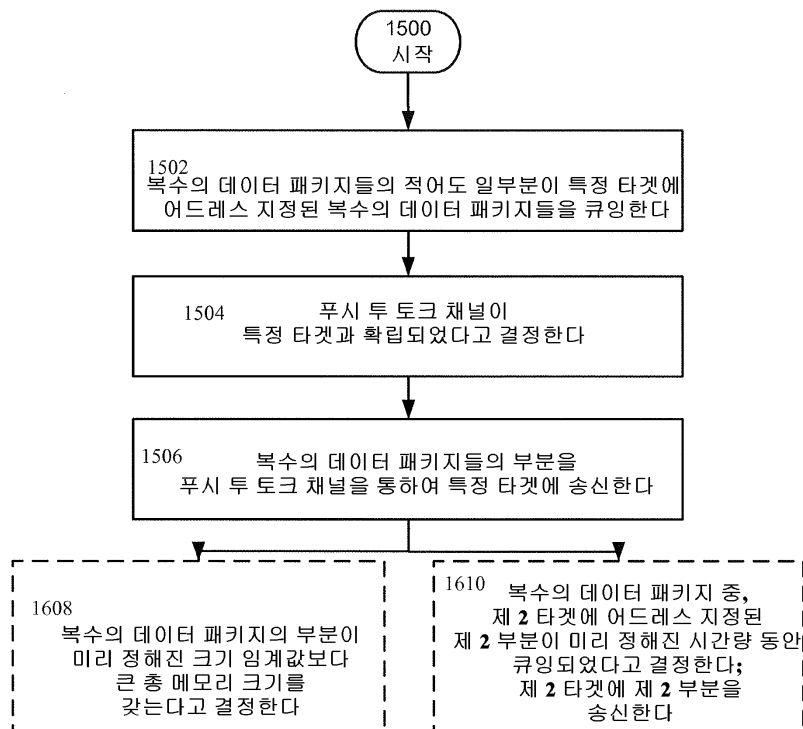 1500
시작
1502
복수의 데이터 패키지들의 적어도 일부분이 특정 타겟에
어드레스 지정된 복수의 데이터 패키지들을 큐잉한다
1504
푸시 투 토크 채널이
특정 타겟과 확립되었다고 결정한다
1506
복수의 데이터 패키지들의 부분을
푸시 투 토크 채널을 통하여 특정 타겟에 송신한다
1608
복수의 데이터 패키지의 부분이
미리 정해진 크기 임계값보다
큰 총 메모리 크기를
갖는다고 결정한다
1610
복수의 데이터 패키지 중,
제 2 타겟에 어드레스 지정된
제 2 부분이 미리 정해진 시간량 동안
큐잉되었다고 결정한다;
제 2 타겟에 제 2 부분을
송신한다